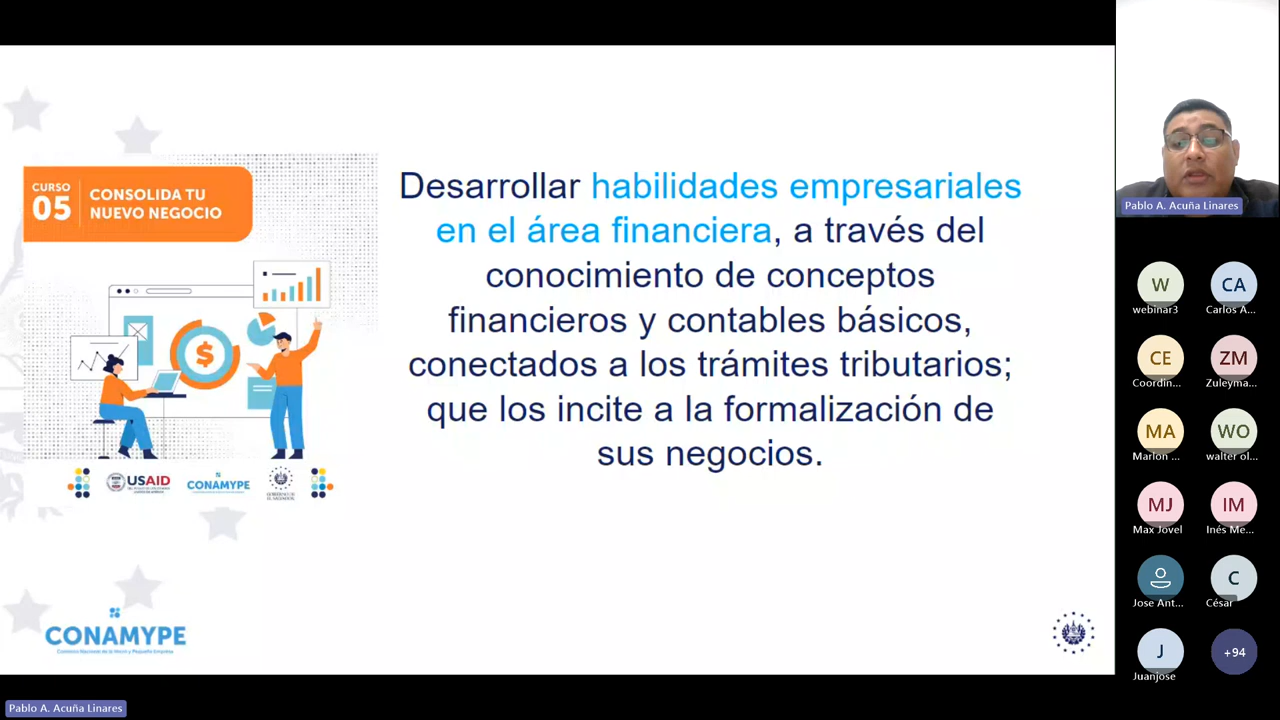 CURSO
05
CONSOLIDA TU
NUEVO NEGOCIO
USAID
CONAMYPE
Desarrollar habilidades empresariales
en el área financiera, a través del
conocimiento de conceptos
financieros y contables básicos,
conectados a los trámites tributarios;
que los incite a la formalización de
sus negocios.
CONAMYPE
Pablo A. Acuña Linares
Pablo A. Acuña Linares
W
webinar3
CA
Carlos A...
CE
Coordin...
ZM
Zuleyma...
MA
Marlon ...
WO
walter ol...
MJ
Max Jovel
IM
Inés Me...
Jose Ant...
C
César
J
Juanjose
+94